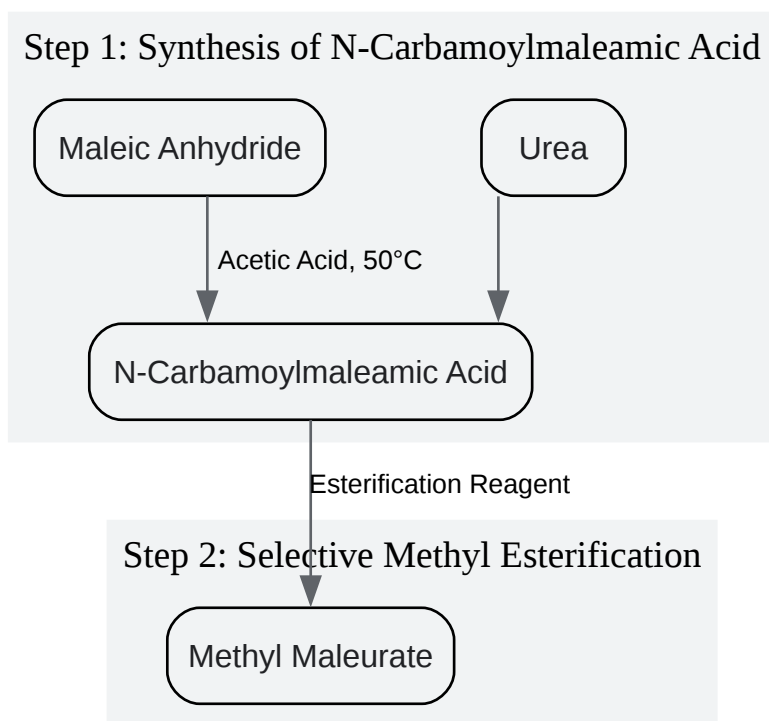 Step 1: Synthesis of N-Carbamoylmaleamic Acid
Maleic Anhydride
Urea
Acetic Acid, 50°C
N-Carbamoylmaleamic Acid
Esterification Reagent
Step 2: Selective Methyl Esterification
Methyl Maleurate